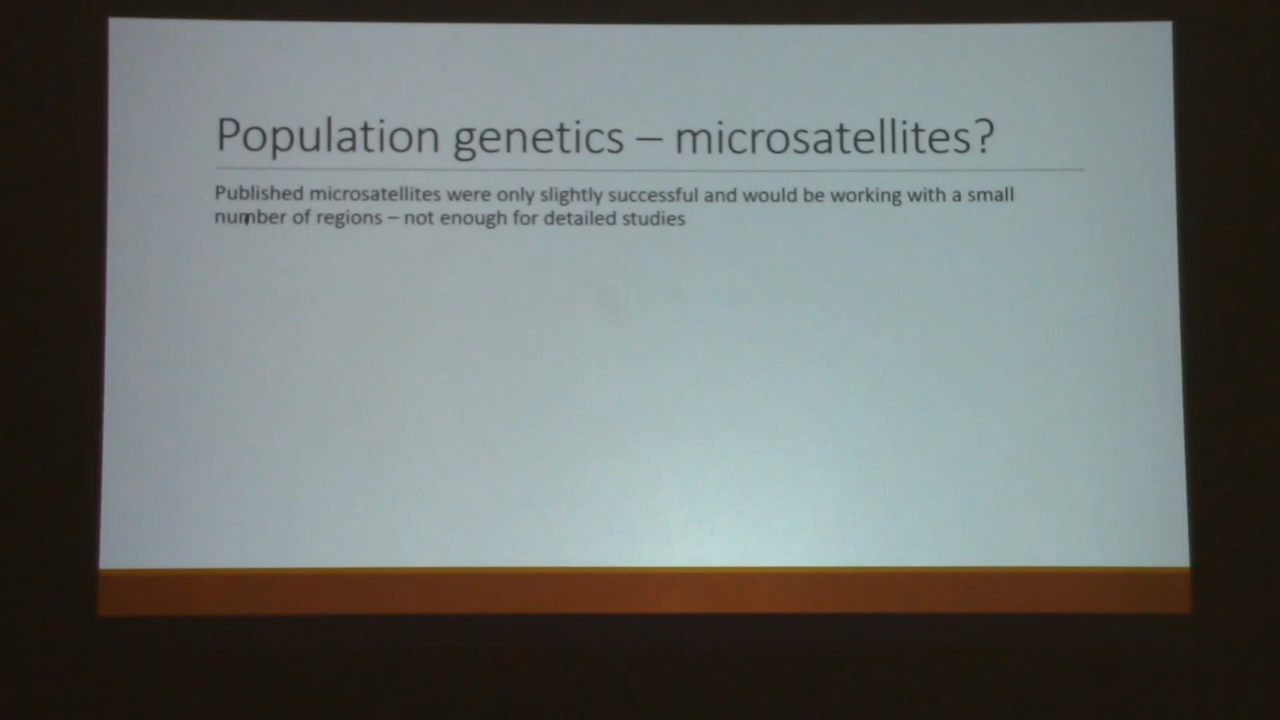 Population genetics – microsatellites?
Published microsatellites were only slightly successful and would be working with a small
number of regions – not enough for detailed studies